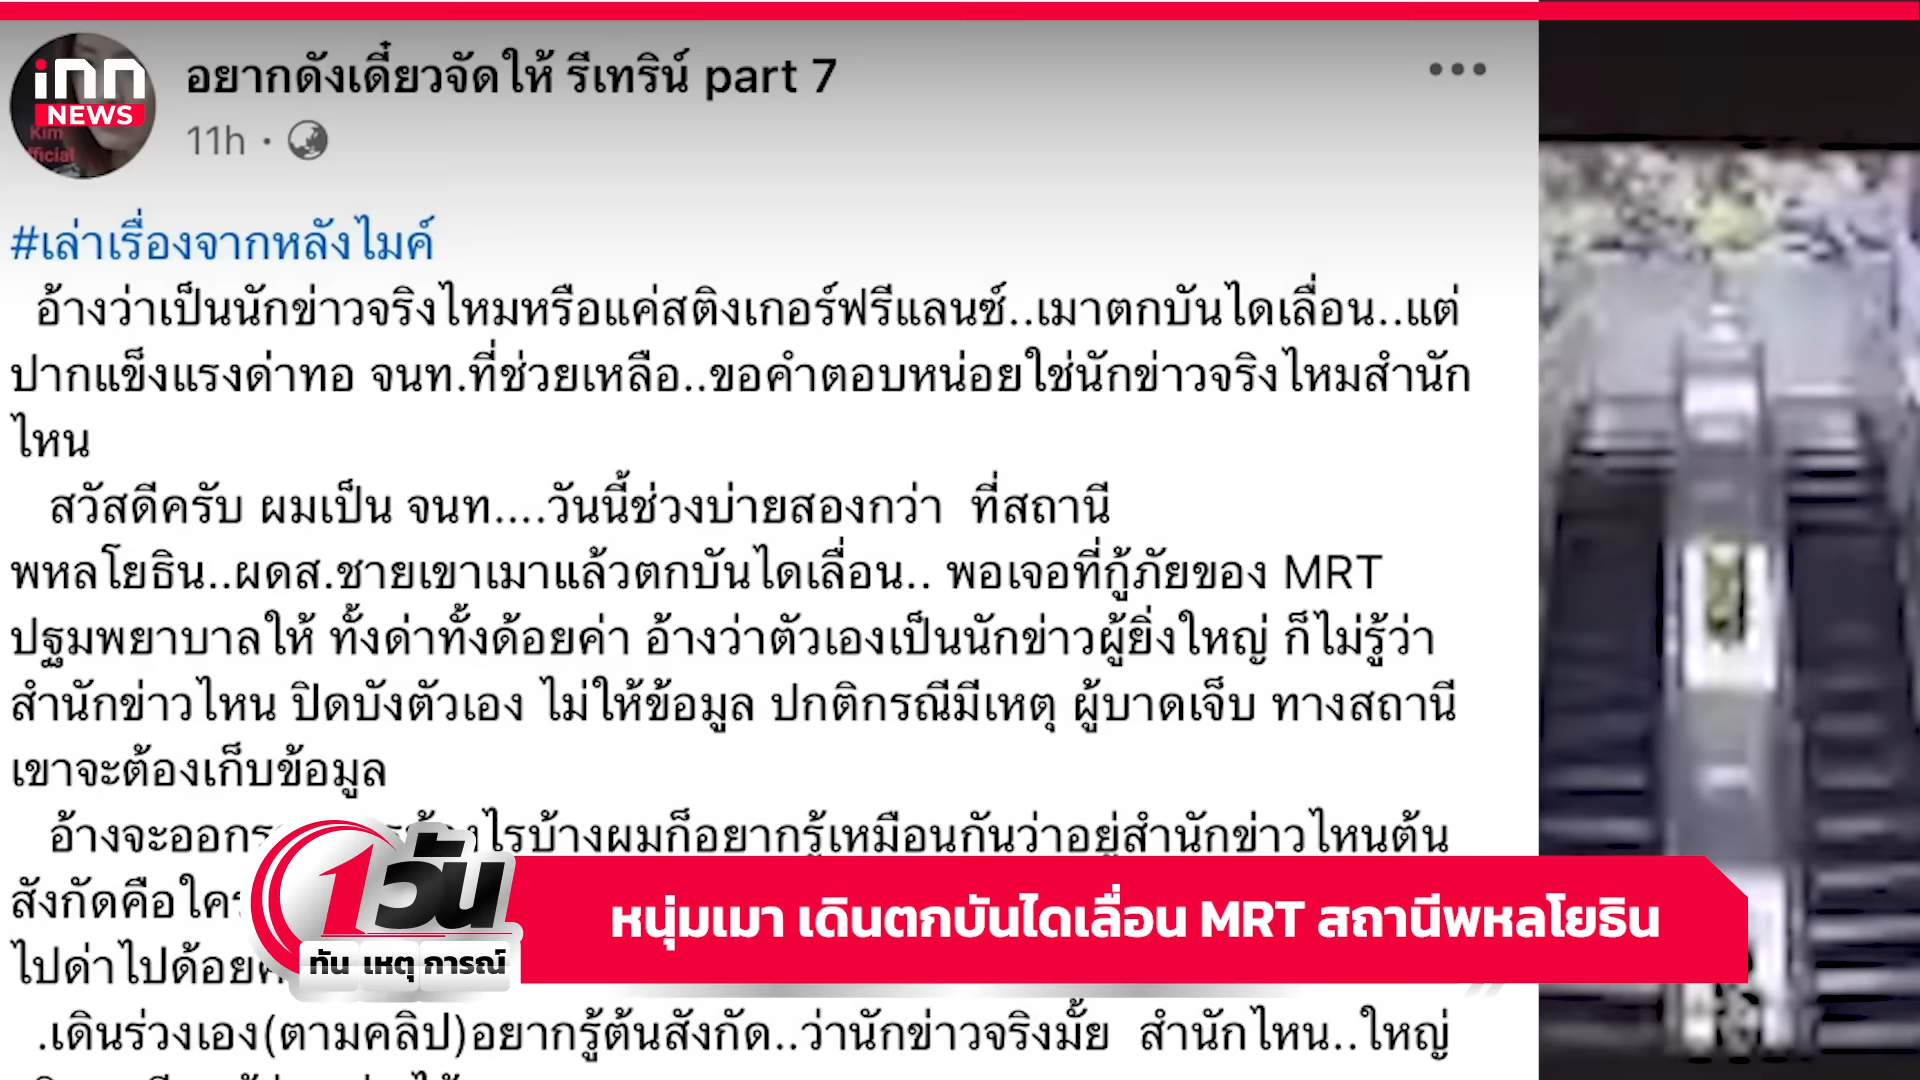 inn
NEWS
Kim
fficial
อยากดังเดี๋ยวจัดให้ รีเทริน์ part 7
11h
#เล่าเรื่องจากหลังไมค์
อ้างว่าเป็นนักข่าวจริงไหมหรือแค่สติงเกอร์ฟรีแลนซ์..เมาตกบันไดเลื่อน..แต่
ปากแข็งแรงด่าทอ จนท.ที่ช่วยเหลือ..ขอคำตอบหน่อยใช่นักข่าวจริงไหมสำนัก
ไหน
สวัสดีครับ ผมเป็น จนท....วันนี้ช่วงบ่ายสองกว่า ที่สถานี
พหลโยธิน..ผดส.ชายเขาเมาแล้วตกบันไดเลื่อน.. พอเจอที่กู้ภัยของ MRT
ปฐมพยาบาลให้ ทั้งด่าทั้งด้อยค่า อ้างว่าตัวเองเป็นนักข่าวผู้ยิ่งใหญ่ ก็ไม่รู้ว่า
สำนักข่าวไหน ปิดบังตัวเอง ไม่ให้ข้อมูล ปกติกรณีมีเหตุ ผู้บาดเจ็บ ทางสถานี
เขาจะต้องเก็บข้อมูล
อ้างจะออก ไรบ้างผมก็อยากรู้เหมือนกันว่าอยู่สำนักข่าวไหนต้น
สังกัดคือใคร
ไปด่าไปด้อยค
1วัน
ทัน เหตุ การณ์
หนุ่มเมา เดินตกบันไดเลื่อน MRT สถานีพหลโยธิน
.เดินร่วงเอง(ตามคลิป)อยากรู้ต้นสังกัด..ว่านักข่าวจริงมั้ย สำนักไหน..ใหญ่